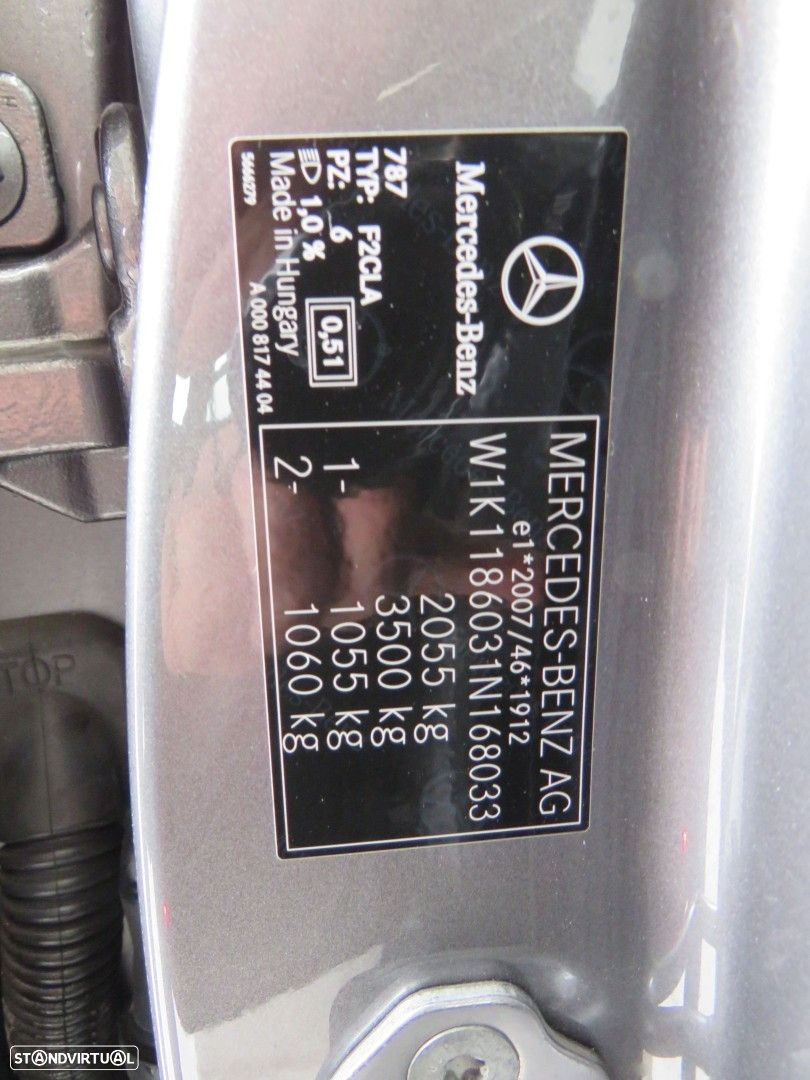 Mercedes-Benz
787
TYP: F2CLA
PZ: 6
1,0 % 0,51
Made in Hungary
5646279 A 000 817 44 04
MERCEDES-BENZ AG
e1*2007/46*1912
W1K1186031N168033
2055 kg
3500 kg
1- 1055 kg
2- 1060 kg
STANDVIRTUAL